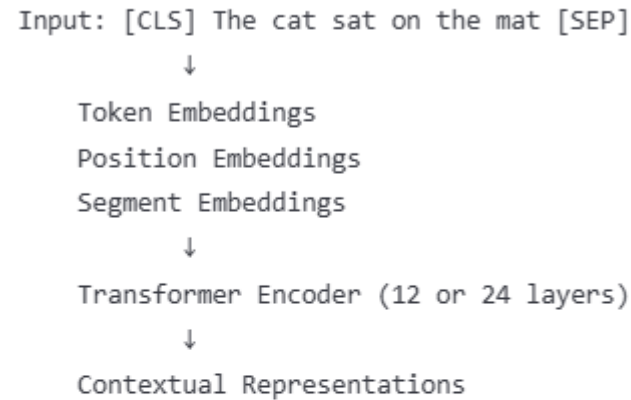 Input: [CLS] The cat sat on the mat [SEP]
↓
Token Embeddings
Position Embeddings
Segment Embeddings
↓
Transformer Encoder (12 or 24 layers)
↓
Contextual Representations